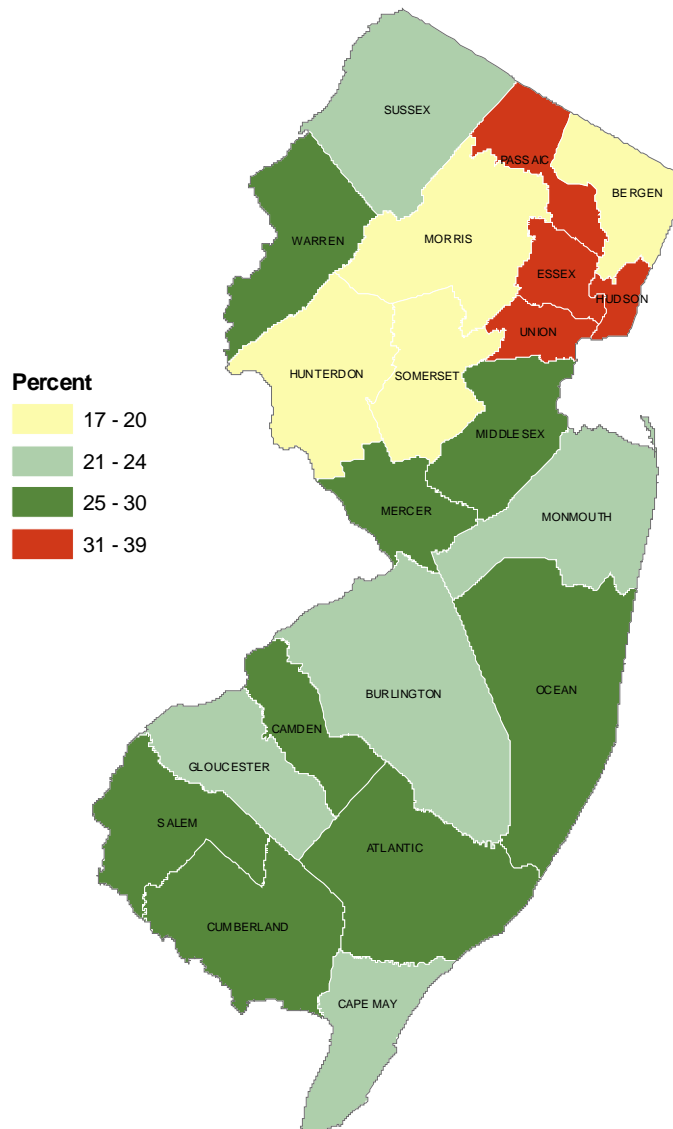 SUSSEX
PASSAIC
BERGEN
WARREN
MORRIS
ESSEX
HUDSON
UNION
HUNTERDON
SOMERSET
Percent
17 - 20
21 - 24
25 - 30
31 - 39
MIDDLESEX
MERCER
MONMOUTH
OCEAN
BURLINGTON
CAMDEN
GLOUCESTER
SALEM
ATLANTIC
CUMBERLAND
CAPE MAY